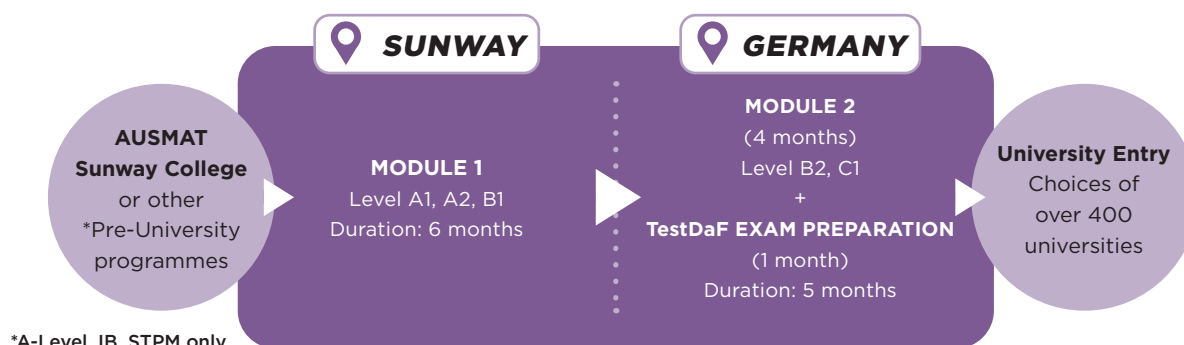 SUNWAY
GERMANY
AUSMAT
Sunway College
or other
*Pre-University
programmes
MODULE 1
Level A1, A2, B1
Duration: 6 months
MODULE 2
(4 months)
Level B2, C1
+
TestDaF EXAM PREPARATION
(1 month)
Duration: 5 months
University Entry
Choices of
over 400
universities
*A-Level, IB, STPM only